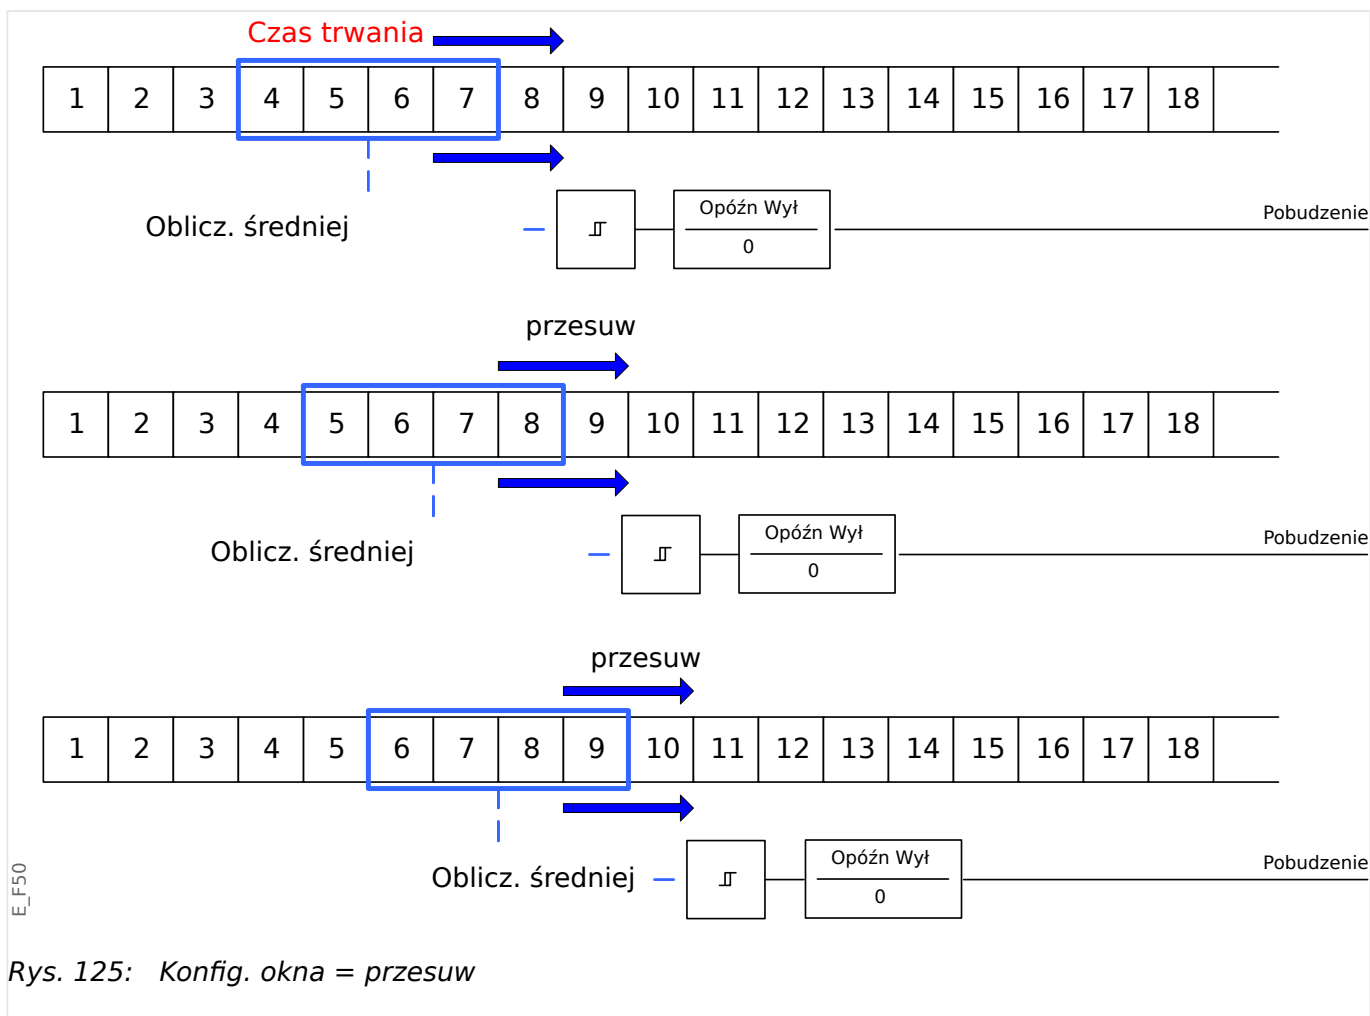 Czas trwania
1 2 3 4 5 6 7 8 9 10 11 12 13 14 15 16 17 18
Oblicz. średniej
Opóźn Wył
0
Pobudzenie
przesuw
1 2 3 4 5 6 7 8 9 10 11 12 13 14 15 16 17 18
Oblicz. średniej
Opóźn Wył
0
Pobudzenie
przesuw
1 2 3 4 5 6 7 8 9 10 11 12 13 14 15 16 17 18
Oblicz. średniej
Opóźn Wył
0
Pobudzenie
E_F50
Rys. 125: Konfig. okna = przesuw